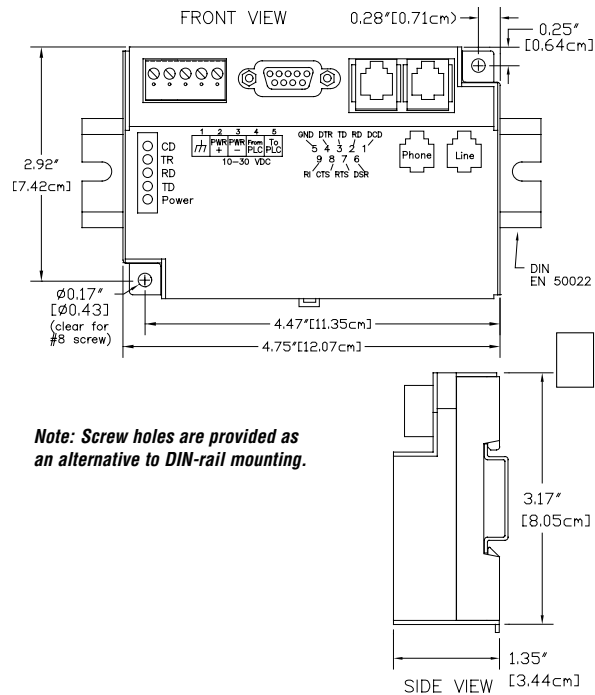 FRONT VIEW
0.28"[0.71cm)
0.25"
[0.64cm]
2.92"
[7.42cm]
CD
TR
RD
TD
Power
1 2 3 4 5
PWR + PWR - From PLC To PLC
10-30 VDC
GND DTR TD RD DCD
5 4 3 2 1
9 8 7 6
RI CTS RTS DSR
Phone
Line
DIN
EN 50022
Ø0.17"
[Ø0.43]
(clear for
#8 screw)
4.47"[11.35cm]
4.75"[12.07cm]
Note: Screw holes are provided as
an alternative to DIN-rail mounting.
3.17"
[8.05cm]
1.35"
[3.44cm]
SIDE VIEW